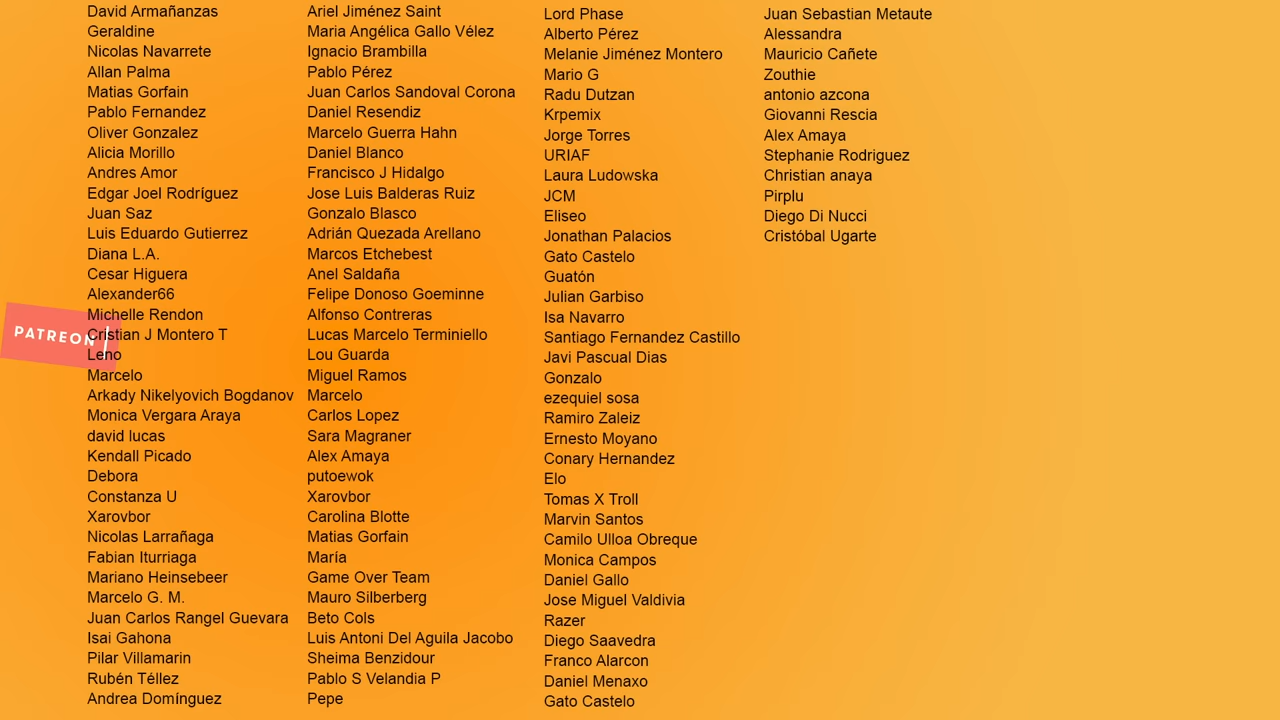 David Armañanzas
Geraldine
Nicolas Navarrete
Allan Palma
Matias Gorfain
Pablo Fernandez
Oliver Gonzalez
Alicia Morillo
Andres Amor
Edgar Joel Rodríguez
Juan Saz
Luis Eduardo Gutierrez
Diana L.A.
Cesar Higuera
Alexander66
Michelle Rendon
Cristian J Montero T
Leno
Marcelo
Arkady Nikelyovich Bogdanov
Monica Vergara Araya
david lucas
Kendall Picado
Debora
Constanza U
Xarovbor
Nicolas Larrañaga
Fabian Iturriaga
Mariano Heinsebeer
Marcelo G. M.
Juan Carlos Rangel Guevara
Isai Gahona
Pilar Villamarin
Rubén Téllez
Andrea Domínguez
PATREON
Ariel Jiménez Saint
Maria Angélica Gallo Vélez
Ignacio Brambilla
Pablo Pérez
Juan Carlos Sandoval Corona
Daniel Resendiz
Marcelo Guerra Hahn
Daniel Blanco
Francisco J Hidalgo
Jose Luis Balderas Ruiz
Gonzalo Blasco
Adrián Quezada Arellano
Marcos Etchebest
Anel Saldaña
Felipe Donoso Goeminne
Alfonso Contreras
Lucas Marcelo Terminiello
Lou Guarda
Miguel Ramos
Marcelo
Carlos Lopez
Sara Magraner
Alex Amaya
putoewok
Xarovbor
Carolina Blotte
Matias Gorfain
María
Game Over Team
Mauro Silberberg
Beto Cols
Luis Antoni Del Aguila Jacobo
Sheima Benzidour
Pablo S Velandia P
Pepe
Lord Phase
Alberto Pérez
Melanie Jiménez Montero
Mario G
Radu Dutzan
Krpemix
Jorge Torres
URIAF
Laura Ludowska
JCM
Eliseo
Jonathan Palacios
Gato Castelo
Guatón
Julian Garbiso
Isa Navarro
Santiago Fernandez Castillo
Javi Pascual Dias
Gonzalo
ezequiel sosa
Ramiro Zaleiz
Ernesto Moyano
Conary Hernandez
Elo
Tomas X Troll
Marvin Santos
Camilo Ulloa Obreque
Monica Campos
Daniel Gallo
Jose Miguel Valdivia
Razer
Diego Saavedra
Franco Alarcon
Daniel Menaxo
Gato Castelo
Juan Sebastian Metaute
Alessandra
Mauricio Cañete
Zouthie
antonio azcona
Giovanni Rescia
Alex Amaya
Stephanie Rodriguez
Christian anaya
Pirplu
Diego Di Nucci
Cristóbal Ugarte